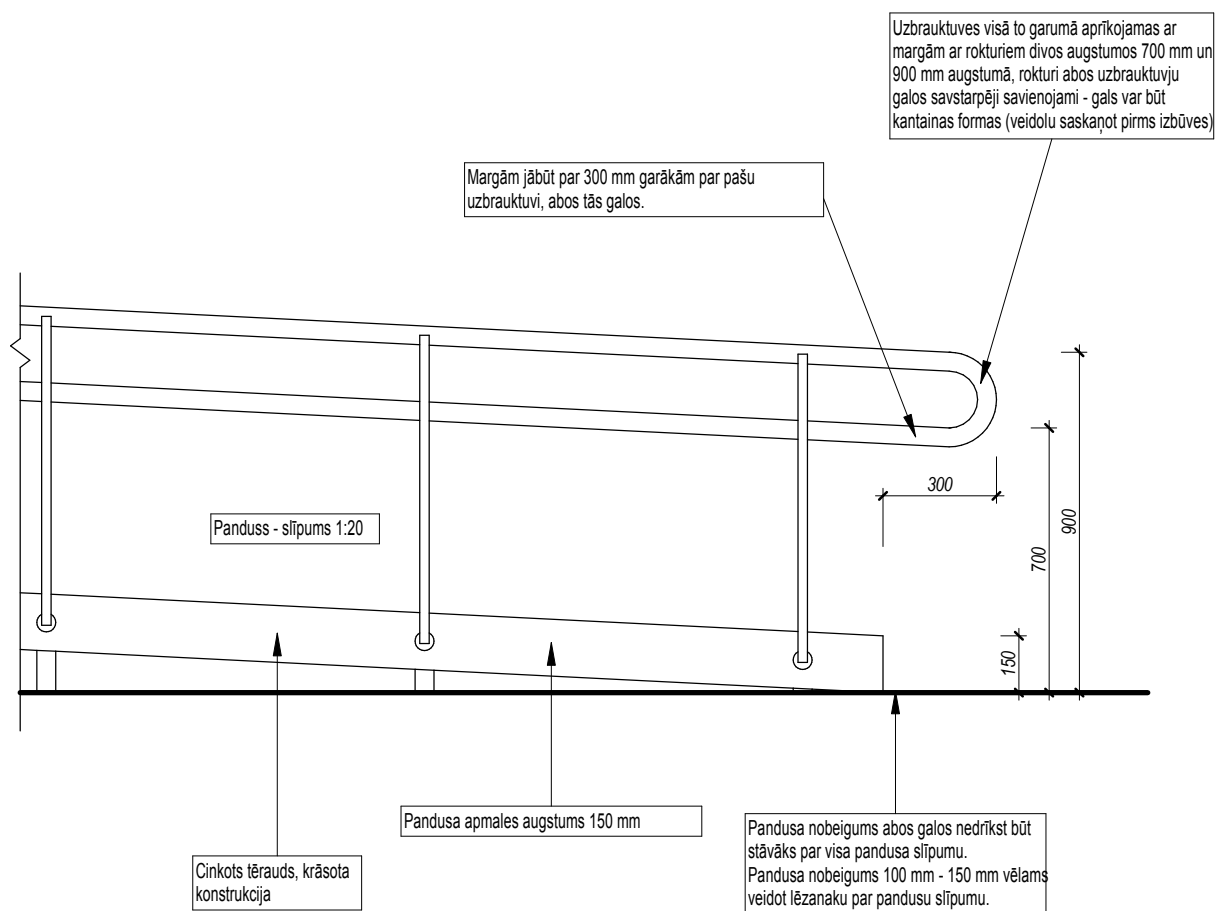 Uzbrauktuves visā to garumā aprīkojamas ar
margām ar rokturiem divos augstumos 700 mm un
900 mm augstumā, rokturi abos uzbrauktuvju
galos savstarpēji savienojami - gals var būt
kantainas formas (veidolu saskaņot pirms izbūves)
Margām jābūt par 300 mm garākām par pašu
uzbrauktuvi, abos tās galos.
300
900
700
150
Panduss - slīpums 1:20
Pandusa apmales augstums 150 mm
Cinkots tērauds, krāsota
konstrukcija
Pandusa nobeigums abos galos nedrīkst būt
stāvāks par visa pandusa slīpumu.
Pandusa nobeigums 100 mm - 150 mm vēlams
veidot lēzanaku par pandusu slīpumu.